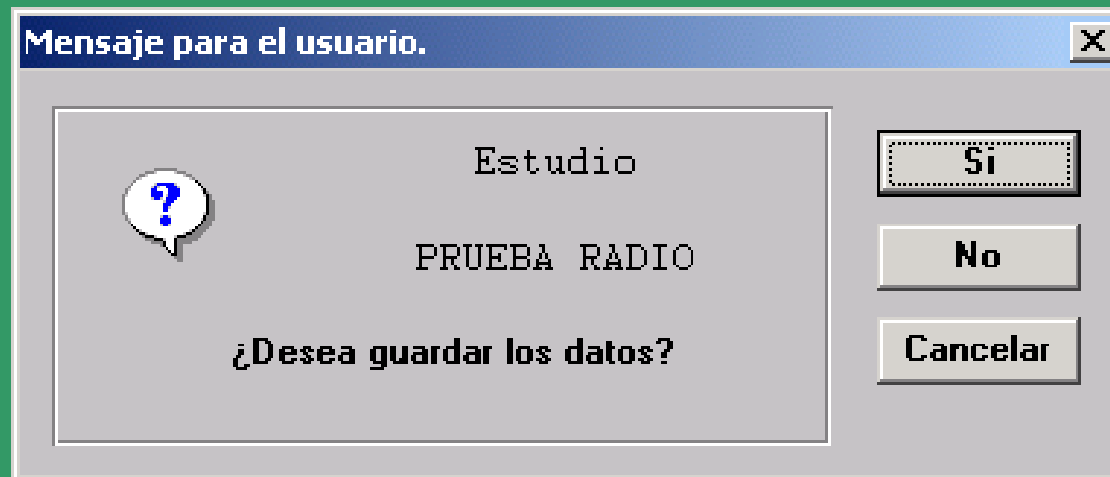 Mensaje para el usuario.
Estudio
PRUEBA RADIO
¿Desea guardar los datos?
Si
No
Cancelar